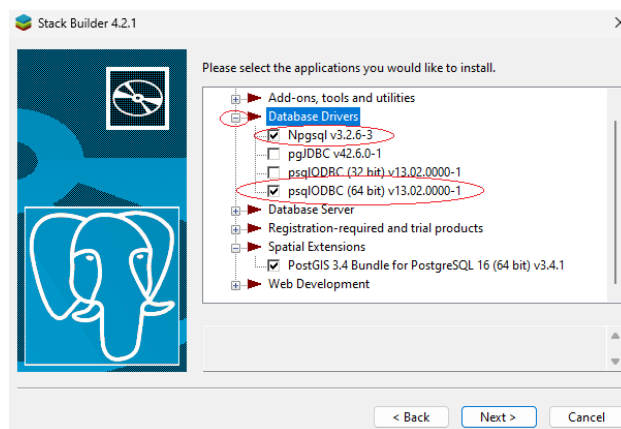 Stack Builder 4.2.1
Please select the applications you would like to install.
Add-ons, tools and utilities
Database Drivers
Npgsql v3.2.6-3
pgJDBC v42.6.0-1
psqlODBC (32 bit) v13.02.0000-1
psqlODBC (64 bit) v13.02.0000-1
Database Server
Registration-required and trial products
Spatial Extensions
PostGIS 3.4 Bundle for PostgreSQL 16 (64 bit) v3.4.1
Web Development
< Back
Next >
Cancel